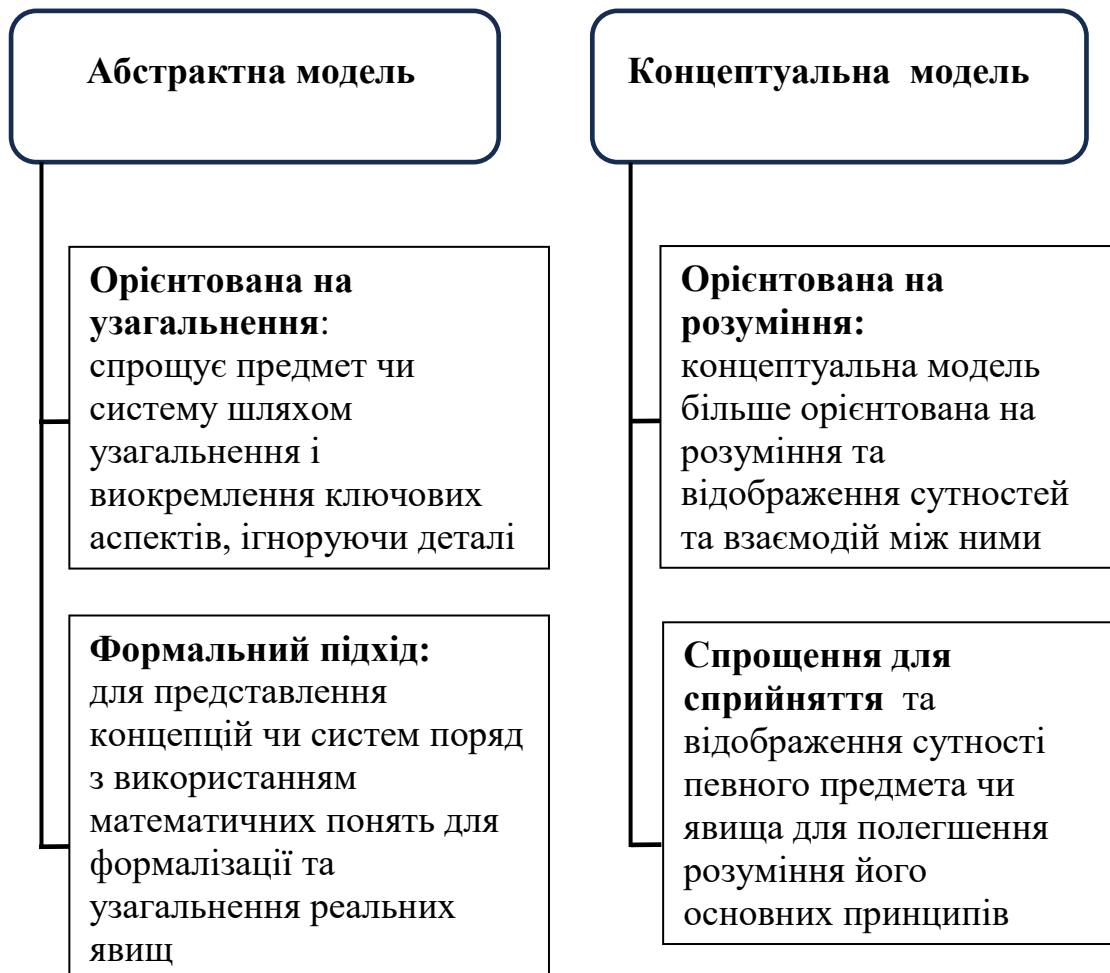 Абстрактна модель
Орієнтована на
узагальнення:
спрощує предмет чи
систему шляхом
узагальнення і
виокремлення ключових
аспектів, ігноруючи деталі
Формальний підхід:
для представлення
концепцій чи систем поряд
з використанням
математичних понять для
формалізації та
узагальнення реальних
явищ
Концептуальна модель
Орієнтована на
розуміння:
концептуальна модель
більше орієнтована на
розуміння та
відображення сутностей
та взаємодій між ними
Спрощення для
сприйняття та
відображення сутності
певного предмета чи
явища для полегшення
розуміння його
основних принципів